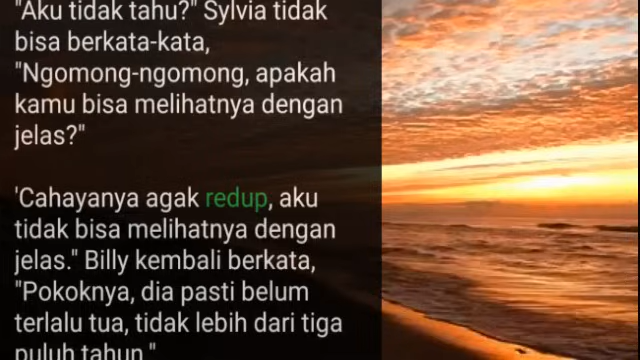 "Aku tidak tahu?" Sylvia tidak
bisa berkata-kata,
"Ngomong-ngomong, apakah
kamu bisa melihatnya dengan
jelas?"
'Cahayanya agak redup, aku
tidak bisa melihatnya dengan
jelas." Billy kembali berkata,
"Pokoknya, dia pasti belum
terlalu tua, tidak lebih dari tiga
puluh tahun."